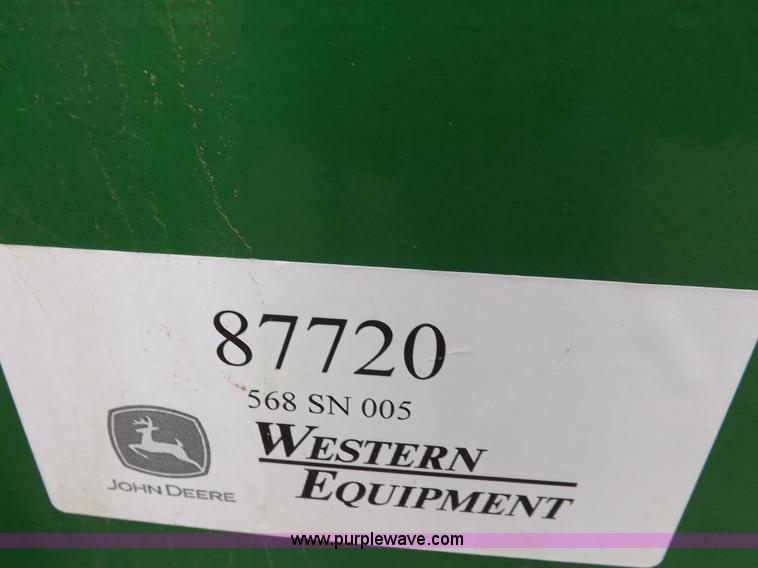 87720
568 SN 005
JOHN DEERE
WESTERN
EQUIPMENT
www.purplewave.com